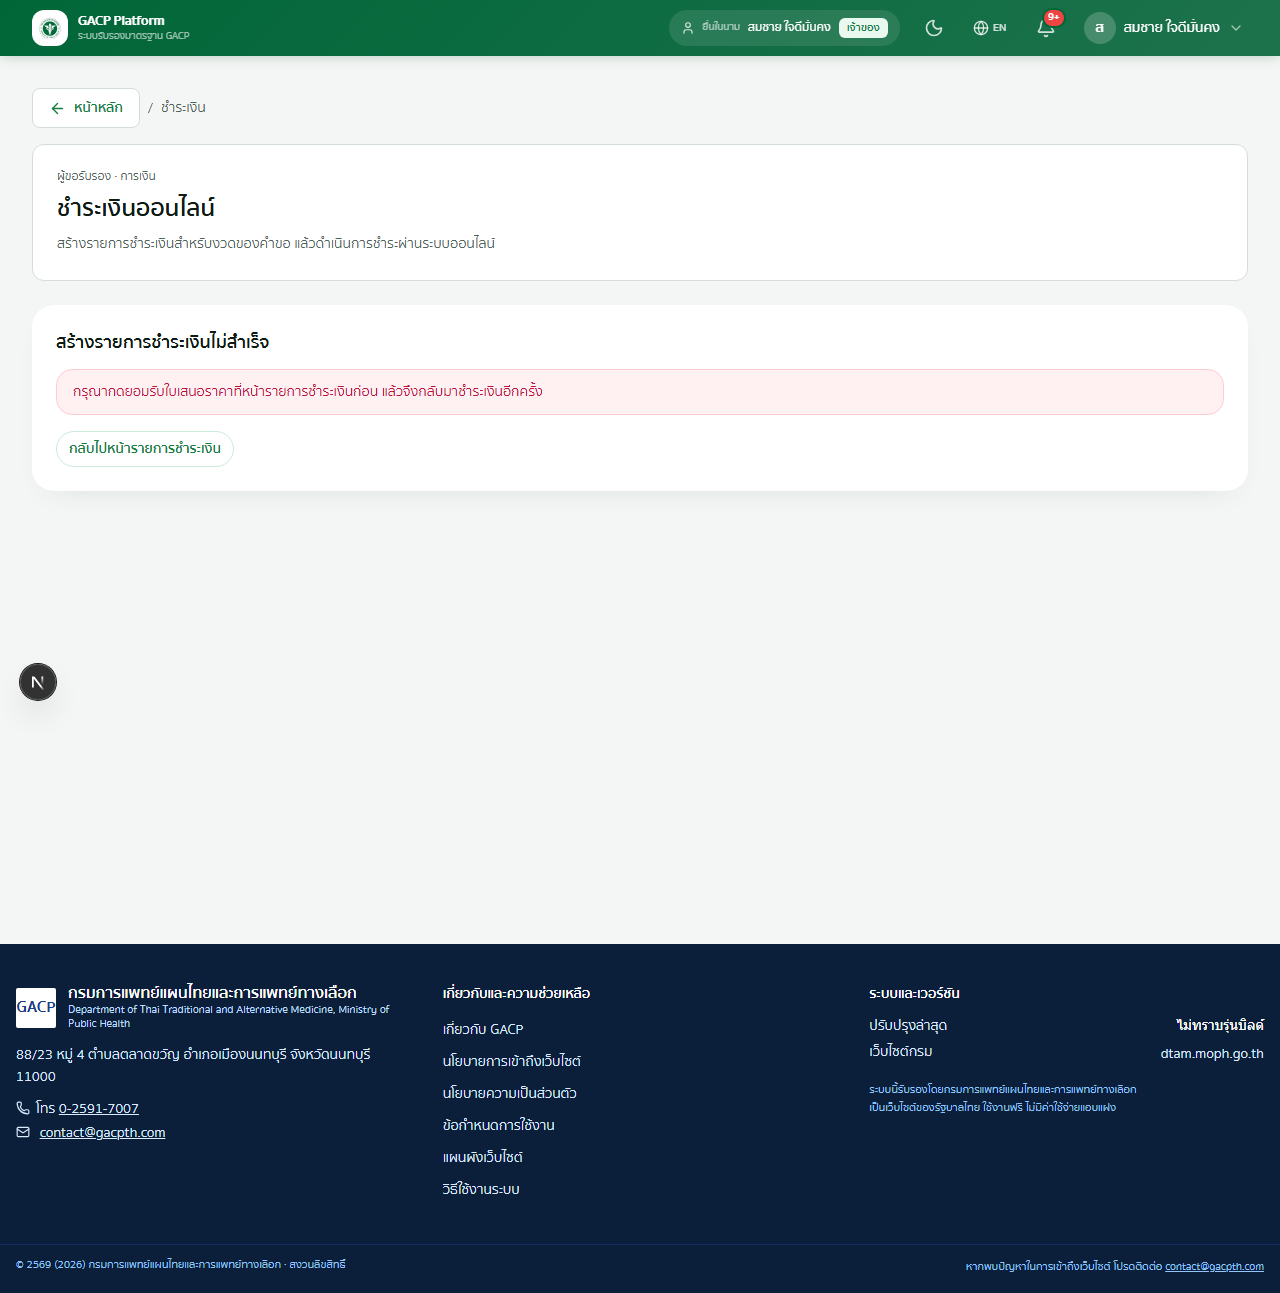 GACP Platform
ระบบรับรองมาตรฐาน GACP
ยื่นในนาม สมชาย ใจดีมั่นคง เจ้าของ
EN
9+
ส สมชาย ใจดีมั่นคง
หน้าหลัก / ชำระเงิน
ผู้ขอรับรอง · การเงิน
ชำระเงินออนไลน์
สร้างรายการชำระเงินสำหรับงวดของคำขอ แล้วดำเนินการชำระผ่านระบบออนไลน์
สร้างรายการชำระเงินไม่สำเร็จ
กรุณากดยอมรับใบเสนอราคาที่หน้ารายการชำระเงินก่อน แล้วจึงกลับมาชำระเงินอีกครั้ง
กลับไปหน้ารายการชำระเงิน
N
GACP
กรมการแพทย์แผนไทยและการแพทย์ทางเลือก
Department of Thai Traditional and Alternative Medicine, Ministry of
Public Health
88/23 หมู่ 4 ตำบลตลาดขวัญ อำเภอเมืองนนทบุรี จังหวัดนนทบุรี
11000
โทร 0-2591-7007
contact@gacpth.com
เกี่ยวกับและความช่วยเหลือ
เกี่ยวกับ GACP
นโยบายการเข้าถึงเว็บไซต์
นโยบายความเป็นส่วนตัว
ข้อกำหนดการใช้งาน
แผนผังเว็บไซต์
วิธีใช้งานระบบ
ระบบและเวอร์ชัน
ปรับปรุงล่าสุด ไม่ทราบรุ่นบิลด์
เว็บไซต์กรม dtam.moph.go.th
ระบบนี้รับรองโดยกรมการแพทย์แผนไทยและการแพทย์ทางเลือก
เป็นเว็บไซต์ของรัฐบาลไทย ใช้งานฟรี ไม่มีค่าใช้จ่ายแอบแฝง
© 2569 (2026) กรมการแพทย์แผนไทยและการแพทย์ทางเลือก · สงวนลิขสิทธิ์
หากพบปัญหาในการเข้าถึงเว็บไซต์ โปรดติดต่อ contact@gacpth.com